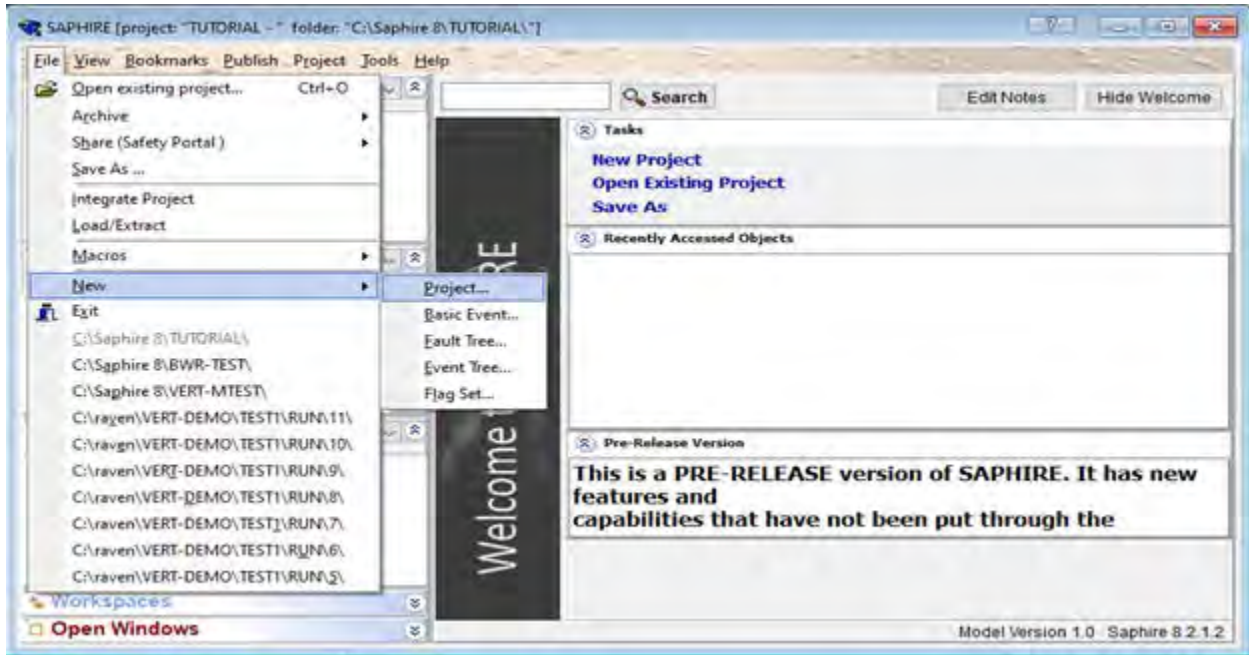 SAPHIRE [project: "TUTORIAL - " folder: "C:\Saphire 8\TUTORIAL\"]
File View Bookmarks Publish Project Tools Help
Open existing project... Ctrl+O
Archive
Share (Safety Portal )
Save As ...
Integrate Project
Load/Extract
Macros
New
Exit
C:\Saphire 8\TUTORIAL\
C:\Saphire 8\BWR-TEST\
C:\Saphire 8\VERT-MTEST\
C:\raven\VERT-DEMO\TEST1\RUN\11\
C:\raven\VERT-DEMO\TEST1\RUN\10\
C:\raven\VERT-DEMO\TEST1\RUN\9\
C:\raven\VERT-DEMO\TEST1\RUN\8\
C:\raven\VERT-DEMO\TEST1\RUN\7\
C:\raven\VERT-DEMO\TEST1\RUN\6\
C:\raven\VERT-DEMO\TEST1\RUN\5\
Project...
Basic Event...
Fault Tree...
Event Tree...
Flag Set...
Workspaces
Open Windows
Welcome
RE
Search
Edit Notes
Hide Welcome
Tasks
New Project
Open Existing Project
Save As
Recently Accessed Objects
Pre-Release Version
This is a PRE-RELEASE version of SAPHIRE. It has new
features and
capabilities that have not been put through the
Model Version 1.0 Saphire 8.2.1.2